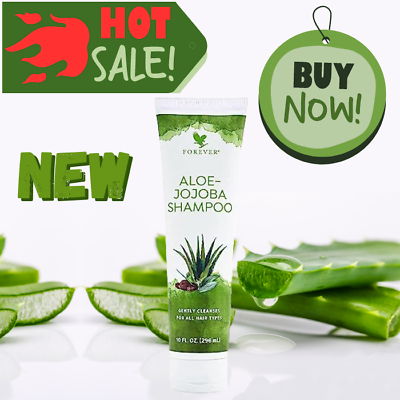 HOT
SALE!
BUY
NOW!
NEW
FOREVER®
ALOE-
JOJOBA
SHAMPOO
GENTLY CLEANSES
FOR ALL HAIR TYPES
10 FL. OZ. (296 mL)